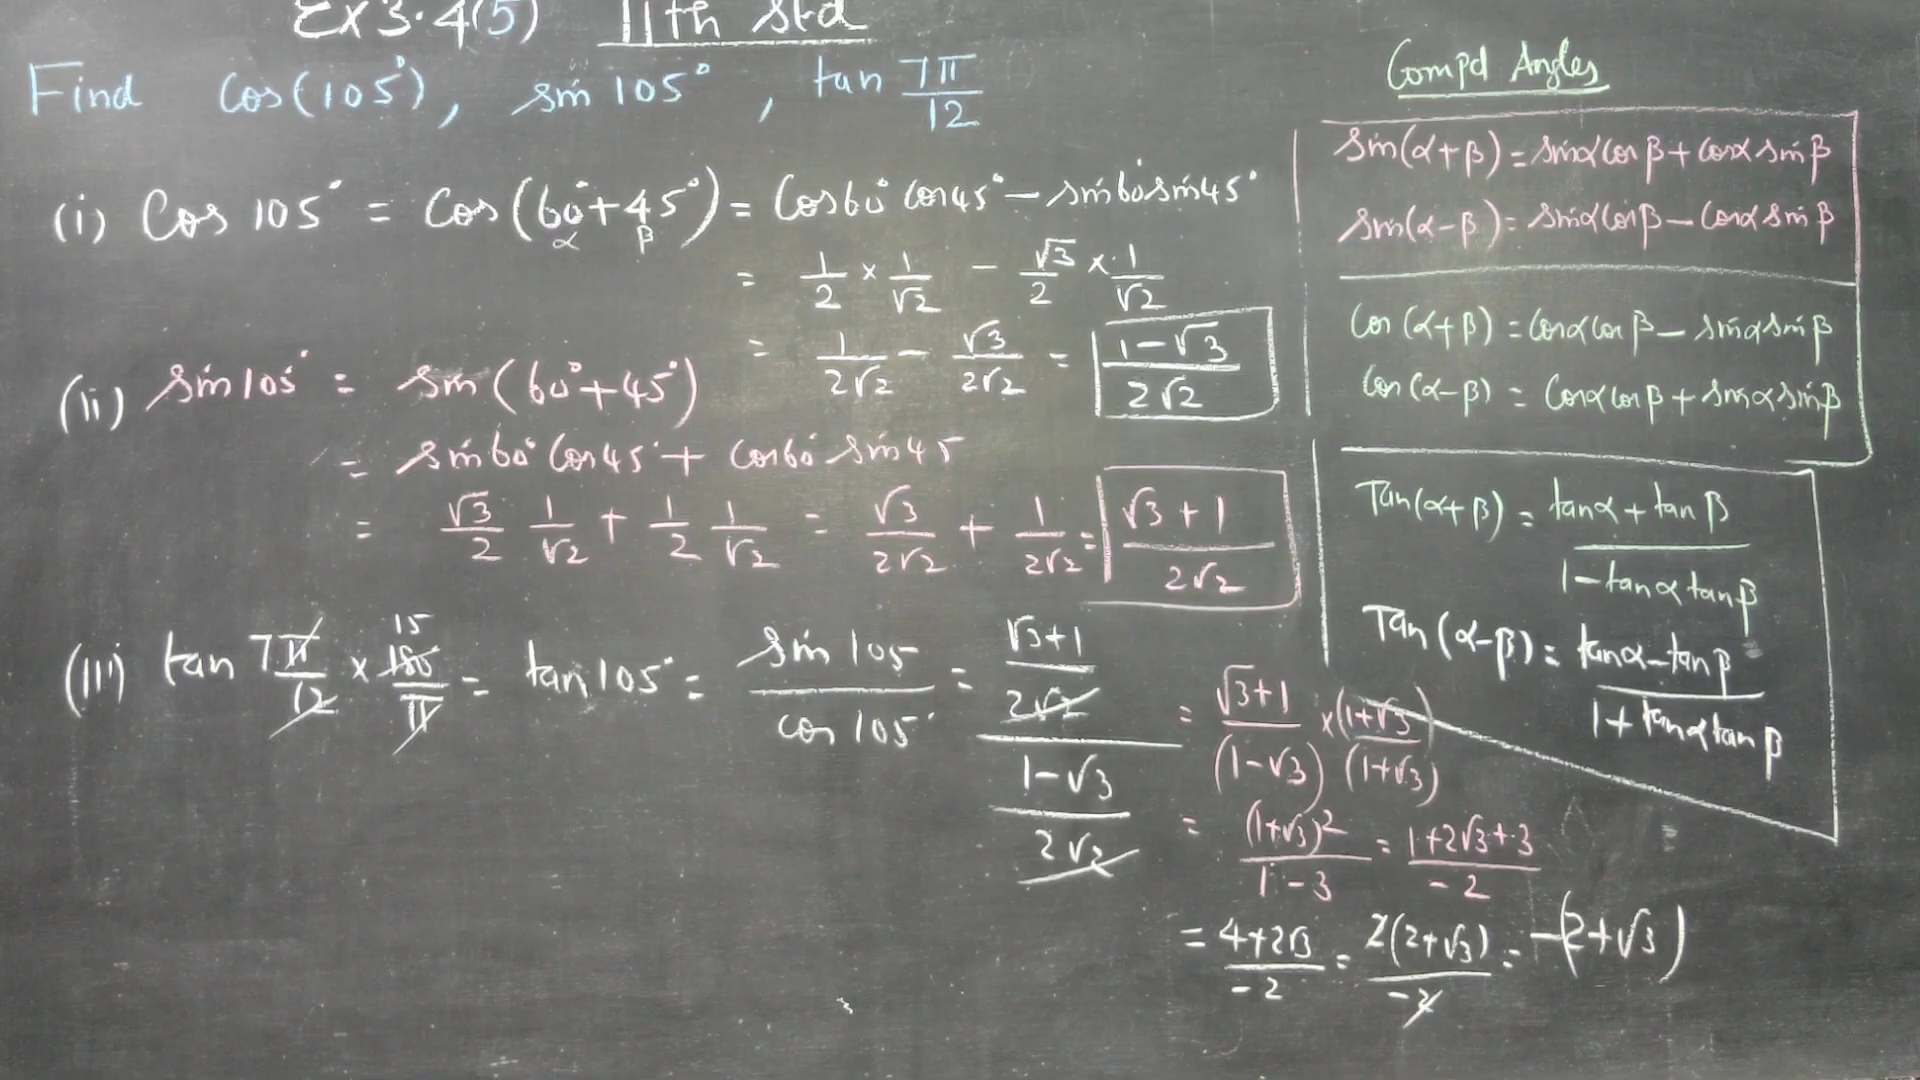 Ex 3.4(5) 11th Std
Find cos(105°), sin 105°, tan 7π/12
(i) Cos 105° = Cos(60°+45°) = Cos60° cos45° – sin60° sin45°
α β
= 1/2 × 1/√2 – √3/2 × 1/√2
= 1/2√2 – √3/2√2 = 1–√3/2√2
(ii) Sin105° = sin(60°+45°)
= sin60° Cos45° + cos60° sin45
= √3/2 1/√2 + 1/2 1/√2 = √3/2√2 + 1/2√2 = √3+1/2√2
(iii) tan 7π/12 × 180/π = tan 105° = sin 105/cos 105° = √3+1/2√2 / 1–√3/2√2
15
= √3+1/(1–√3) × (1+√3)/(1+√3)
= (1+√3)²/1–3 = 1+2√3+3/–2
= 4+2√3/–2 = 2(2+√3)/–2 = –(2+√3)
Compd Angles
Sin(α+β) = sinα cosβ + cosα sinβ
Sin(α–β) = sinα cosβ – cosα sinβ
Cos(α+β) = cosα cosβ – sinα sinβ
Cos(α–β) = Cosα cosβ + sinα sinβ
Tan(α+β) = tanα + tanβ/1 – tanα tanβ
Tan(α–β) = tanα – tanβ/1 + tanα tanβ